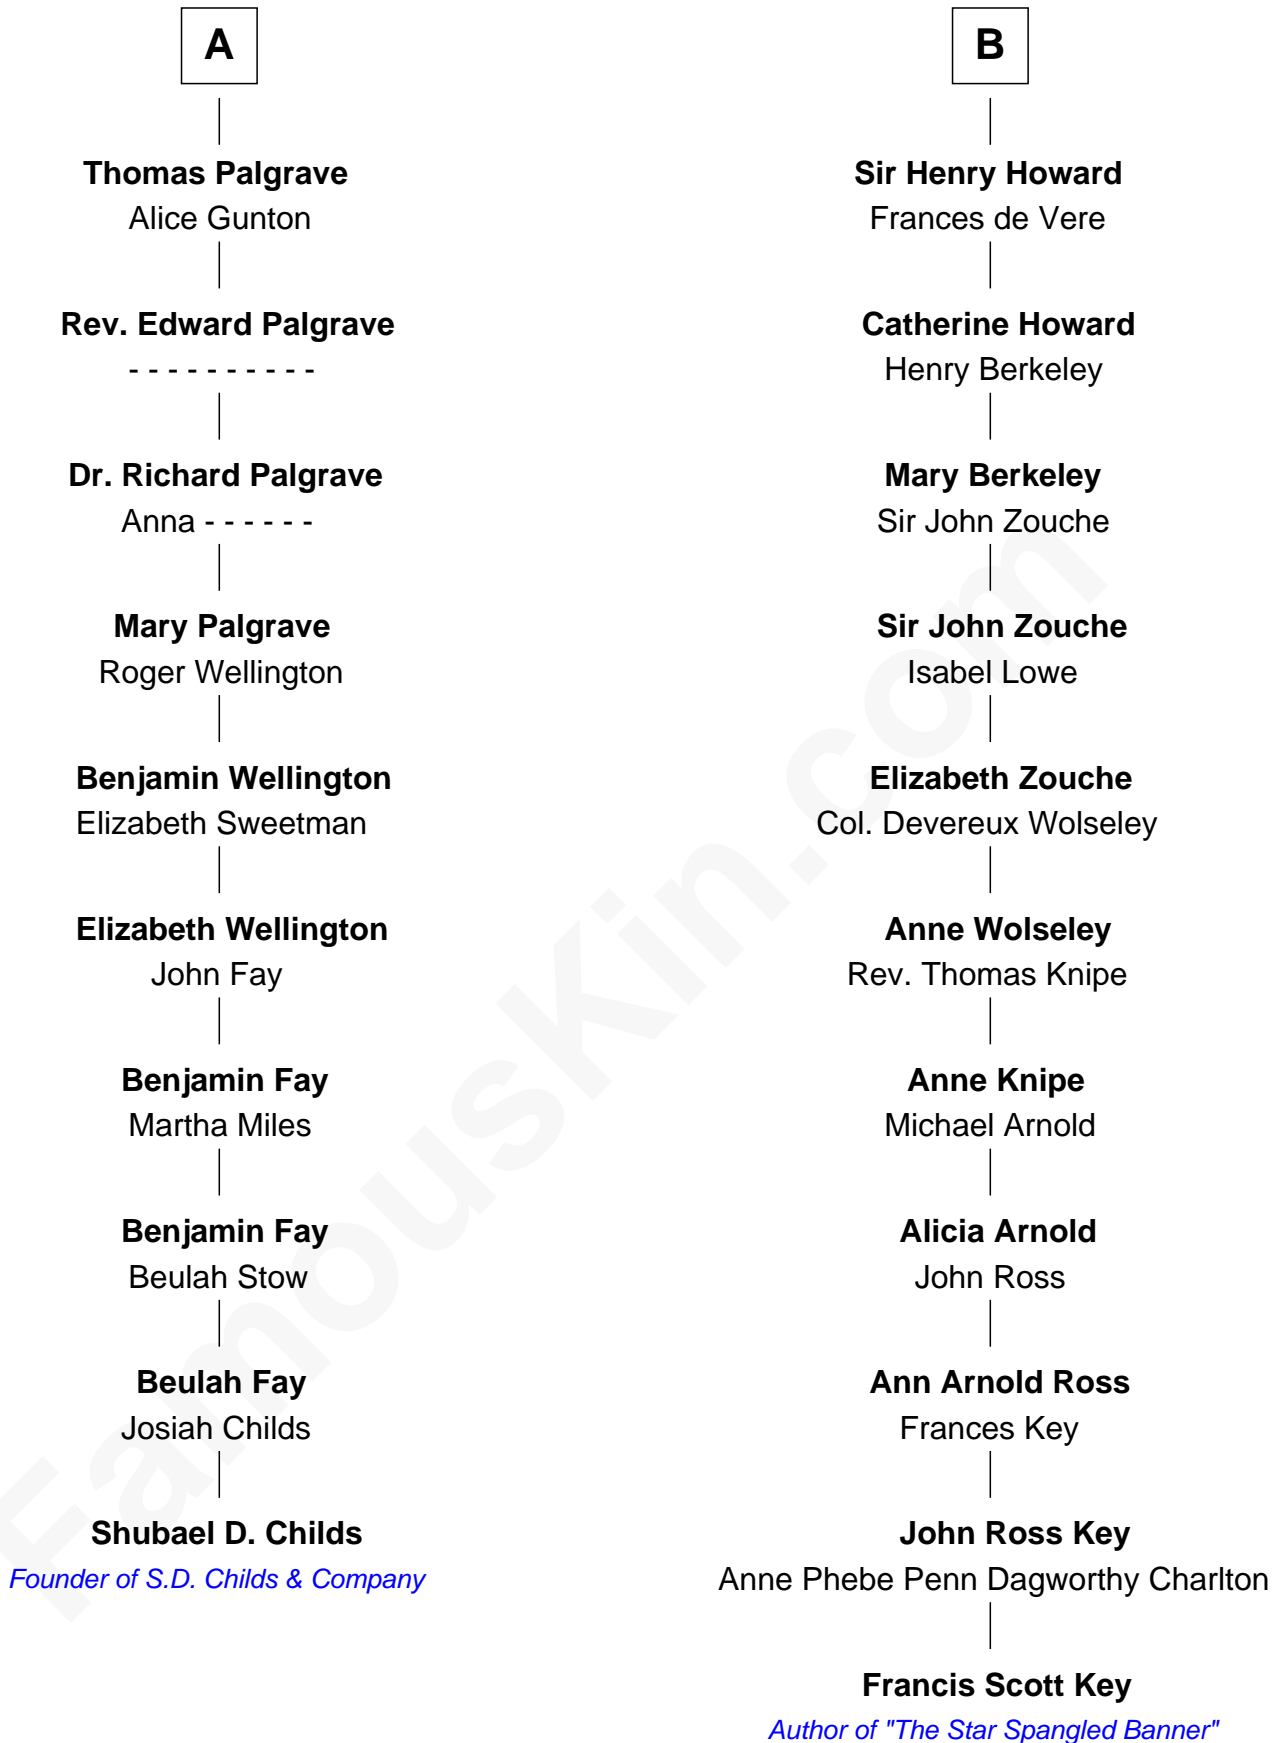 A
Thomas Palgrave
Alice Gunton
Rev. Edward Palgrave
- - - - - - - - - -
Dr. Richard Palgrave
Anna - - - - - -
Mary Palgrave
Roger Wellington
Benjamin Wellington
Elizabeth Sweetman
Elizabeth Wellington
John Fay
Benjamin Fay
Martha Miles
Benjamin Fay
Beulah Stow
Beulah Fay
Josiah Childs
Shubael D. Childs
Founder of S.D. Childs & Company
B
Sir Henry Howard
Frances de Vere
Catherine Howard
Henry Berkeley
Mary Berkeley
Sir John Zouche
Sir John Zouche
Isabel Lowe
Elizabeth Zouche
Col. Devereux Wolseley
Anne Wolseley
Rev. Thomas Knipe
Anne Knipe
Michael Arnold
Alicia Arnold
John Ross
Ann Arnold Ross
Frances Key
John Ross Key
Anne Phebe Penn Dagworthy Charlton
Francis Scott Key
Author of "The Star Spangled Banner"
FamousKin.com